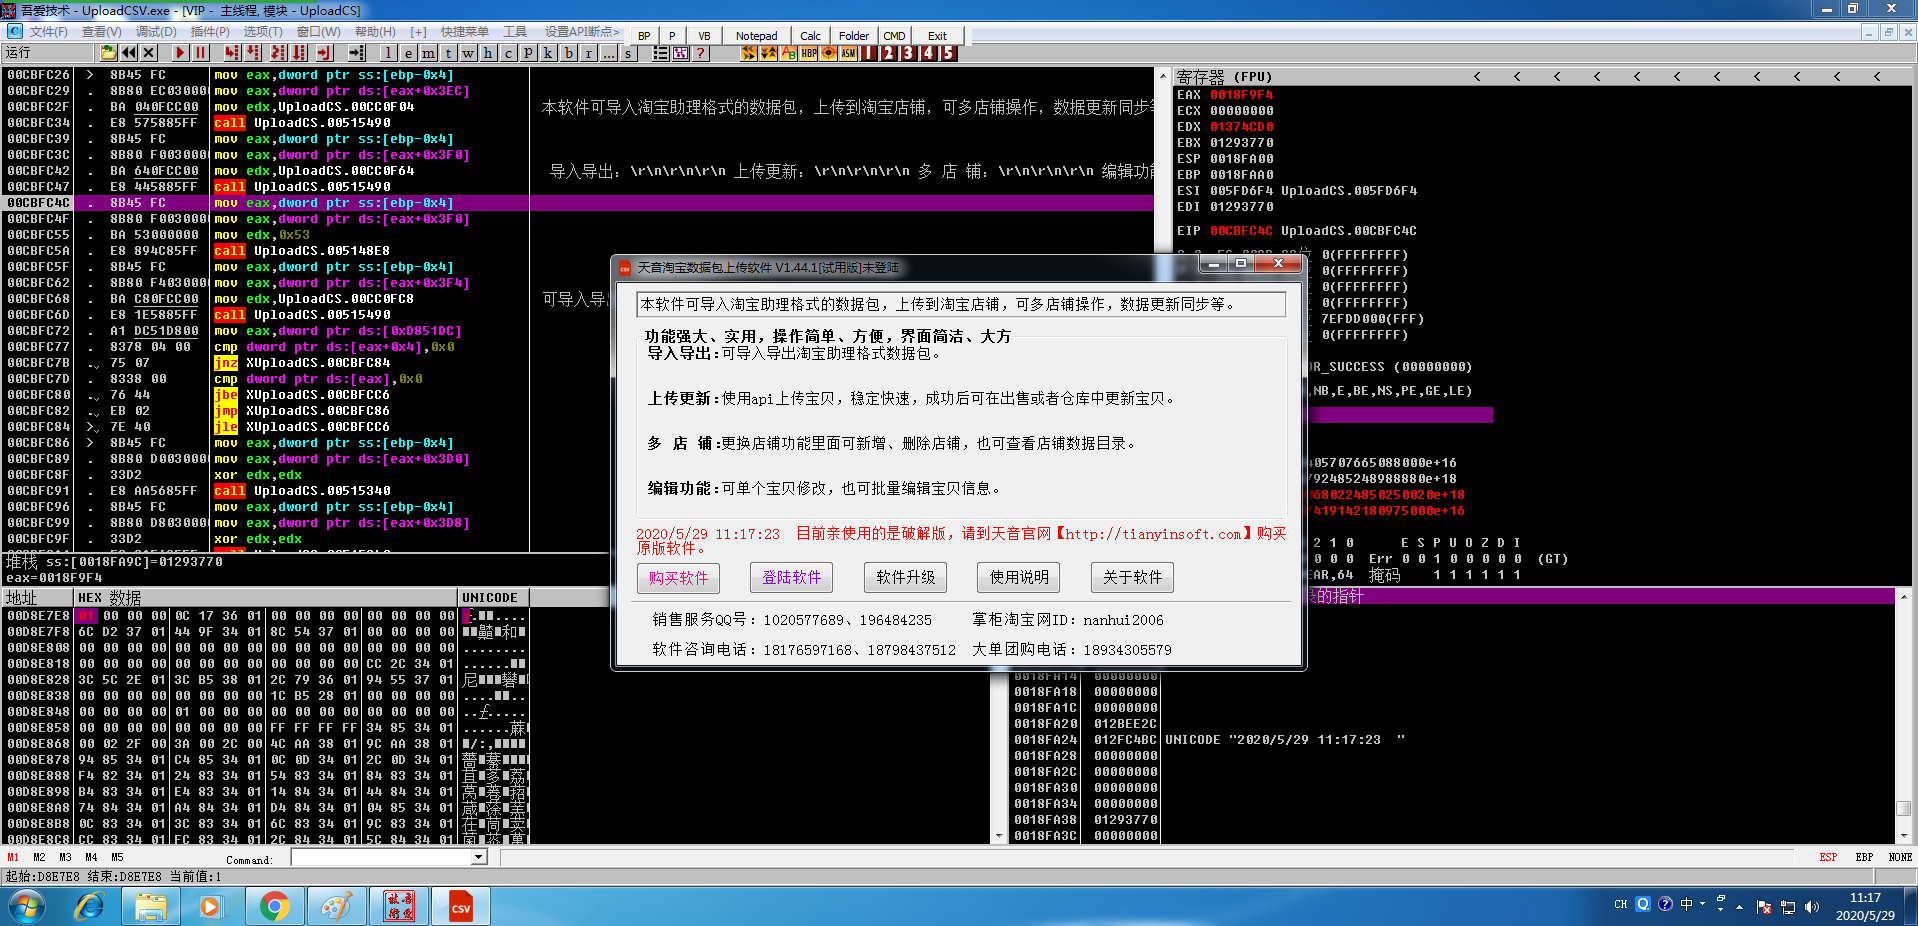 吾爱技术 - UploadCSV.exe - [VIP - 主线程, 模块 - UploadCS]
文件(F) 查看(V) 调试(D) 插件(P) 选项(T) 窗口(W) 帮助(H) [+] 快捷菜单 工具 设置API断点>
BP P VB Notepad Calc Folder CMD Exit
运行
l e m t w h c p k b r ... s
00CBFC26 > 8B45 FC mov eax,dword ptr ss:[ebp-0x4]
00CBFC29 . 8B80 EC030000 mov eax,dword ptr ds:[eax+0x3EC]
00CBFC2F . BA 040FCC00 mov edx,UploadCS.00CC0F04 本软件可导入淘宝助理格式的数据包，上传到淘宝店铺，可多店铺操作，数据更新同步等
00CBFC34 . E8 575885FF call UploadCS.00515490
00CBFC39 . 8B45 FC mov eax,dword ptr ss:[ebp-0x4]
00CBFC3C . 8B80 F0030000 mov eax,dword ptr ds:[eax+0x3F0]
00CBFC42 . BA 640FCC00 mov edx,UploadCS.00CC0F64 导入导出：\r\n\r\n\r\n 上传更新：\r\n\r\n\r\n 多 店 铺：\r\n\r\n\r\n 编辑功能
00CBFC47 . E8 445885FF call UploadCS.00515490
00CBFC4C . 8B45 FC mov eax,dword ptr ss:[ebp-0x4]
00CBFC4F . 8B80 F0030000 mov eax,dword ptr ds:[eax+0x3F0]
00CBFC55 . BA 53000000 mov edx,0x53
00CBFC5A . E8 894C85FF call UploadCS.005148E8
00CBFC5F . 8B45 FC mov eax,dword ptr ss:[ebp-0x4]
00CBFC62 . 8B80 F4030000 mov eax,dword ptr ds:[eax+0x3F4]
00CBFC68 . BA C80FCC00 mov edx,UploadCS.00CC0FC8 可导入导出
00CBFC6D . E8 1E5885FF call UploadCS.00515490
00CBFC72 . A1 DC51D800 mov eax,dword ptr ds:[0xD851DC]
00CBFC77 . 8378 04 00 cmp dword ptr ds:[eax+0x4],0x0
00CBFC7B . 75 07 jnz XUploadCS.00CBFC84
00CBFC7D . 8338 00 cmp dword ptr ds:[eax],0x0
00CBFC80 . 76 44 jbe XUploadCS.00CBFCC6
00CBFC82 . EB 02 jmp XUploadCS.00CBFC86
00CBFC84 > 7E 40 jle XUploadCS.00CBFCC6
00CBFC86 > 8B45 FC mov eax,dword ptr ss:[ebp-0x4]
00CBFC89 . 8B80 D0030000 mov eax,dword ptr ds:[eax+0x3D0]
00CBFC8F . 33D2 xor edx,edx
00CBFC91 . E8 AA5685FF call UploadCS.00515340
00CBFC96 . 8B45 FC mov eax,dword ptr ss:[ebp-0x4]
00CBFC99 . 8B80 D8030000 mov eax,dword ptr ds:[eax+0x3D8]
00CBFC9F . 33D2 xor edx,edx
堆栈 ss:[0018FA9C]=01293770
eax=0018F9F4
寄存器 (FPU)
EAX 0018F9F4
ECX 00000000
EDX 01374CD0
EBX 01293770
ESP 0018FA00
EBP 0018FAA0
ESI 005FD6F4 UploadCS.005FD6F4
EDI 01293770
EIP 00CBFC4C UploadCS.00CBFC4C
0(FFFFFFFF)
0(FFFFFFFF)
0(FFFFFFFF)
0(FFFFFFFF)
7EFDD000(FFF)
0(FFFFFFFF)
R_SUCCESS (00000000)
,NB,E,BE,NS,PE,GE,LE)
405707665088000e+16
792485248988880e+18
0680224850250020e+18
7419142180975000e+16
2 1 0 E S P U O Z D I
0 0 0 Err 0 0 1 0 0 0 0 0 (GT)
EAR,64 掩码 1 1 1 1 1 1
的指针
天音淘宝数据包上传软件 V1.44.1[试用版]未登陆
本软件可导入淘宝助理格式的数据包，上传到淘宝店铺，可多店铺操作，数据更新同步等。
功能强大、实用，操作简单、方便，界面简洁、大方
导入导出：可导入导出淘宝助理格式数据包。
上传更新：使用api上传宝贝，稳定快速，成功后可在出售或者仓库中更新宝贝。
多 店 铺：更换店铺功能里面可新增、删除店铺，也可查看店铺数据目录。
编辑功能：可单个宝贝修改，也可批量编辑宝贝信息。
2020/5/29 11:17:23 目前亲使用的是破解版，请到天音官网【http://tianyinsoft.com】购买
原版软件。
购买软件 登陆软件 软件升级 使用说明 关于软件
销售服务QQ号：1020577689、196484235 掌柜淘宝网ID：nanhui2006
软件咨询电话：18176597168、18798437512 大单团购电话：18934305579
地址 HEX 数据 UNICODE
00D8E7E8 01 00 00 00 0C 17 36 01 00 00 00 00 00 00 00 00
00D8E7F8 6C D2 37 01 44 9F 34 01 8C 54 37 01 00 00 00 00
00D8E808 00 00 00 00 00 00 00 00 00 00 00 00 00 00 00 00
00D8E818 00 00 00 00 00 00 00 00 00 00 00 00 CC 2C 34 01
00D8E828 3C 5C 2E 01 3C B5 38 01 2C 79 36 01 94 55 37 01
00D8E838 00 00 00 00 00 00 00 00 1C B5 28 01 00 00 00 00
00D8E848 00 00 00 00 01 00 00 00 00 00 00 00 00 00 00 00
00D8E858 00 00 00 00 00 00 00 00 FF FF FF FF 34 85 34 01
00D8E868 00 02 2F 00 3A 00 2C 00 4C AA 38 01 9C AA 38 01
00D8E878 94 85 34 01 C4 85 34 01 0C 0D 34 01 2C 0D 34 01
00D8E888 F4 82 34 01 24 83 34 01 54 83 34 01 84 83 34 01
00D8E898 B4 83 34 01 E4 83 34 01 14 84 34 01 44 84 34 01
00D8E8A8 74 84 34 01 A4 84 34 01 D4 84 34 01 04 85 34 01
00D8E8B8 0C 83 34 01 3C 83 34 01 6C 83 34 01 9C 83 34 01
00D8E8C8 CC 83 34 01 FC 83 34 01 2C 84 34 01 5C 84 34 01
0018FA14 00000000
0018FA18 00000000
0018FA1C 00000000
0018FA20 012BEE2C
0018FA24 012FC4BC UNICODE "2020/5/29 11:17:23 "
0018FA28 00000000
0018FA2C 00000000
0018FA30 00000000
0018FA34 00000000
0018FA38 01293770
0018FA3C 00000000
M1 M2 M3 M4 M5 Command: ESP EBP NONE
起始:D8E7E8 结束:D8E7E8 当前值:1
CSV
CH 中
11:17
2020/5/29